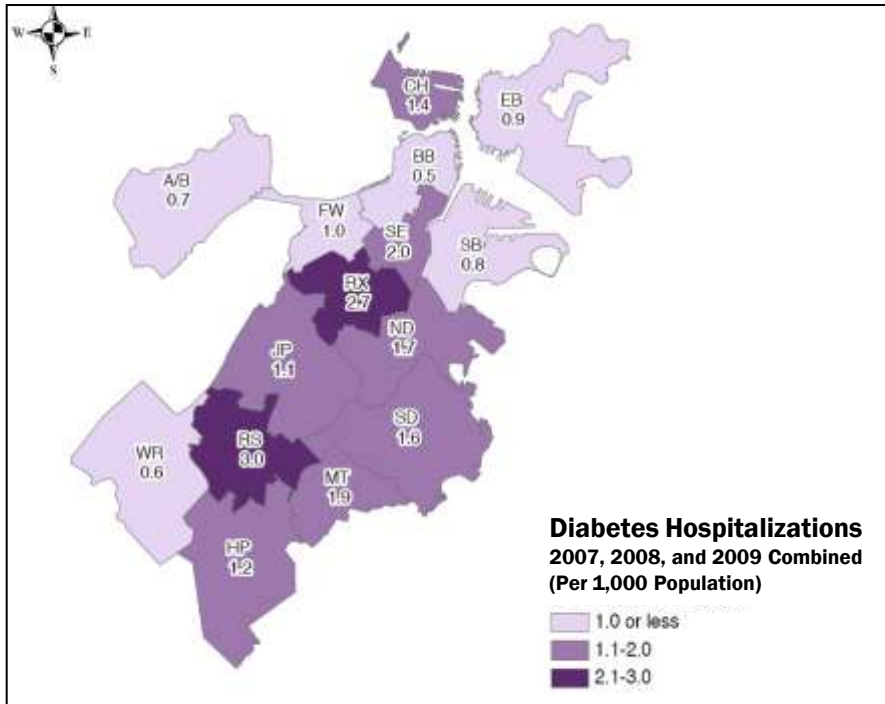 N
W E
S
CH
1.4
EB
0.9
BB
0.5
A/B
0.7
FW
1.0
SE
2.0
SB
0.8
RX
2.7
ND
1.7
JP
1.1
SD
1.6
RS
3.0
WR
0.6
MT
1.9
HP
1.2
Diabetes Hospitalizations
2007, 2008, and 2009 Combined
(Per 1,000 Population)
1.0 or less
1.1-2.0
2.1-3.0